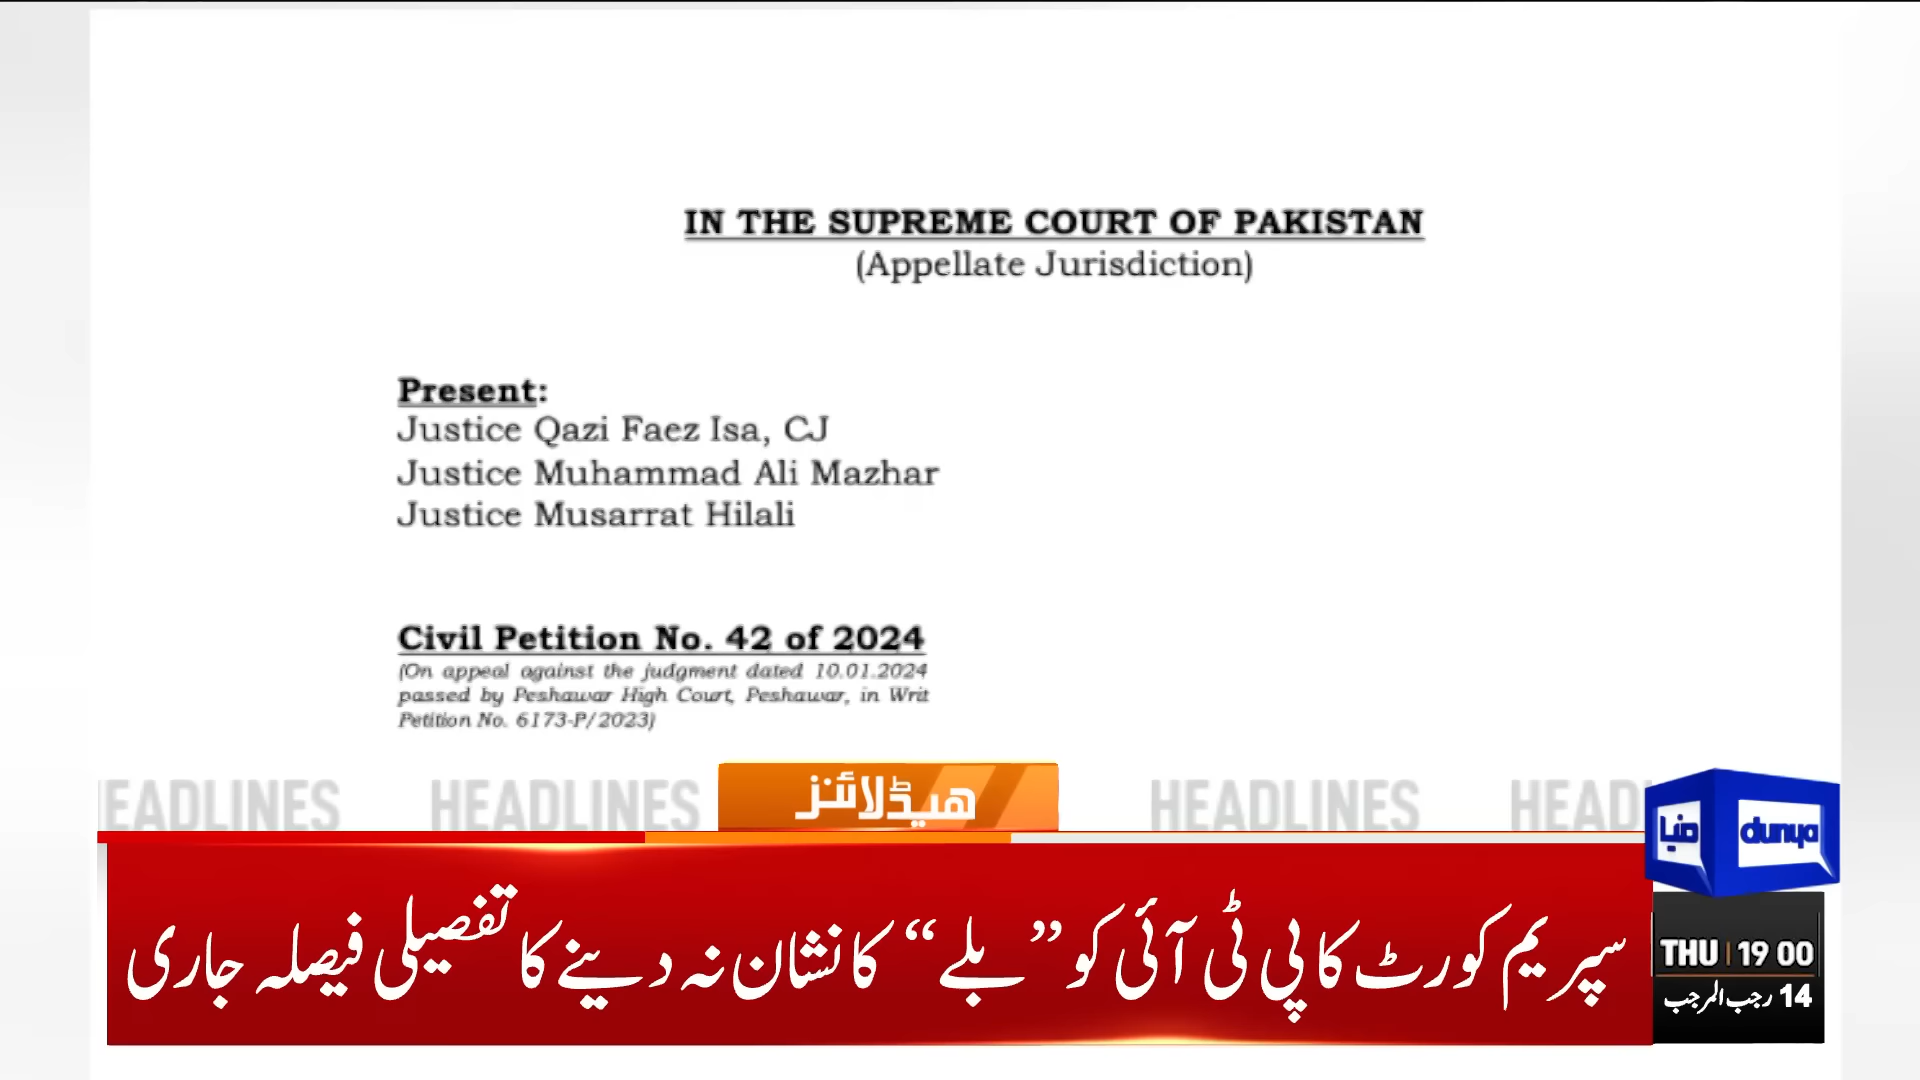 IN THE SUPREME COURT OF PAKISTAN
(Appellate Jurisdiction)
Present:
Justice Qazi Faez Isa, CJ
Justice Muhammad Ali Mazhar
Justice Musarrat Hilali
Civil Petition No. 42 of 2024
(On appeal against the judgment dated 10.01.2024
passed by Peshawar High Court, Peshawar, in Writ
Petition No. 6173-P/2023)
EADLINES HEADLINES ہیڈلائنز HEADLINES HEAD
دنیا dunya
سپریم کورٹ کا پی ٹی آئی کو ”بلے“ کا نشان نہ دینے کا تفصیلی فیصلہ جاری
THU 19 00
14 رجب المرجب